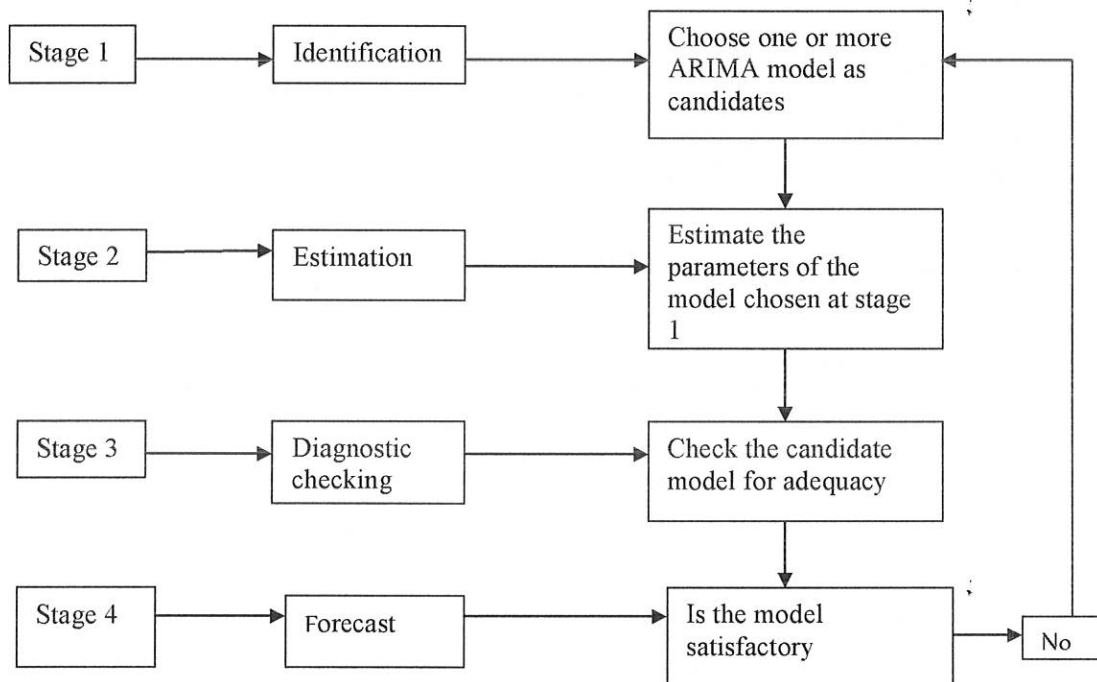 Stage 1
Identification
Choose one or more
ARIMA model as
candidates
Stage 2
Estimation
Estimate the
parameters of the
model chosen at stage
1
Stage 3
Diagnostic
checking
Check the candidate
model for adequacy
Stage 4
Forecast
Is the model
satisfactory
No